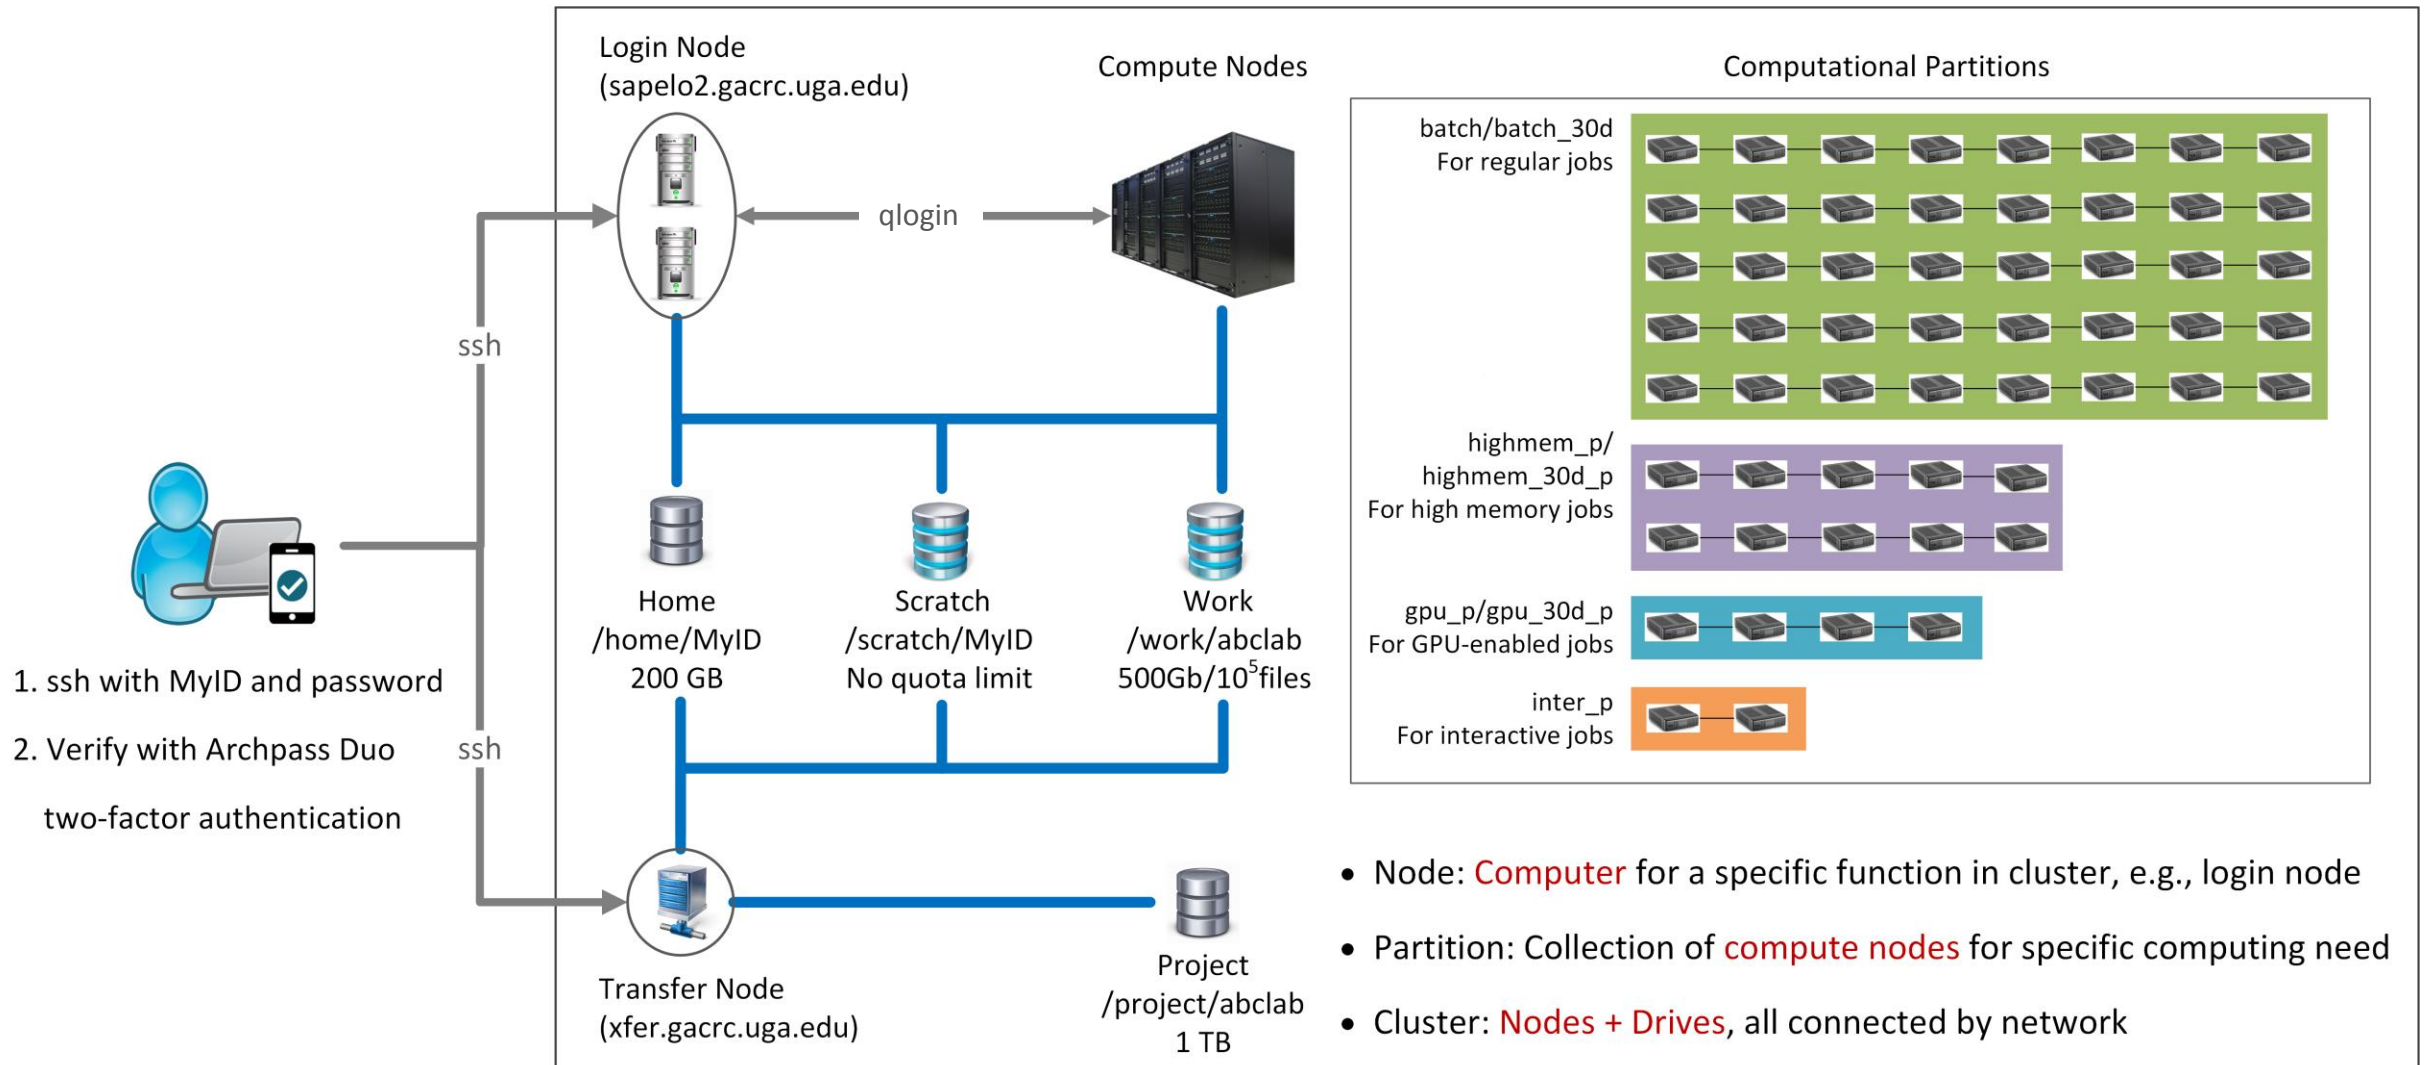 Login Node
(sapelo2.gacrc.uga.edu)
Compute Nodes
Computational Partitions
qlogin
ssh
ssh
1. ssh with MyID and password
2. Verify with Archpass Duo
two-factor authentication
Home
/home/MyID
200 GB
Scratch
/scratch/MyID
No quota limit
Work
/work/abclab
500Gb/10⁵files
Transfer Node
(xfer.gacrc.uga.edu)
Project
/project/abclab
1 TB
batch/batch_30d
For regular jobs
highmem_p/
highmem_30d_p
For high memory jobs
gpu_p/gpu_30d_p
For GPU-enabled jobs
inter_p
For interactive jobs
• Node: Computer for a specific function in cluster, e.g., login node
• Partition: Collection of compute nodes for specific computing need
• Cluster: Nodes + Drives, all connected by network